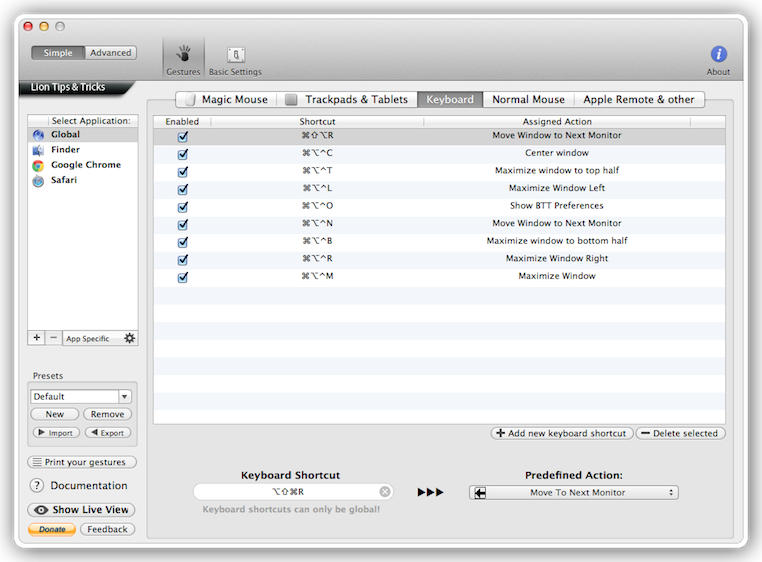 Simple Advanced
Gestures Basic Settings About
Lion Tips & Tricks
Magic Mouse Trackpads & Tablets Keyboard Normal Mouse Apple Remote & other
Select Application:
Global
Finder
Google Chrome
Safari
Enabled Shortcut Assigned Action
⌘⇧⌥R Move Window to Next Monitor
⌘⌥^C Center window
⌘⌥^T Maximize window to top half
⌘⌥^L Maximize Window Left
⌘⌥^O Show BTT Preferences
⌘⌥^N Move Window to Next Monitor
⌘⌥^B Maximize window to bottom half
⌘⌥^R Maximize Window Right
⌘⌥^M Maximize Window
+ − App Specific
Presets
Default
New Remove
Import Export
Print your gestures
? Documentation
Show Live View
Donate Feedback
+ Add new keyboard shortcut − Delete selected
Keyboard Shortcut Predefined Action:
⌥⇧⌘R Move To Next Monitor
Keyboard shortcuts can only be global!